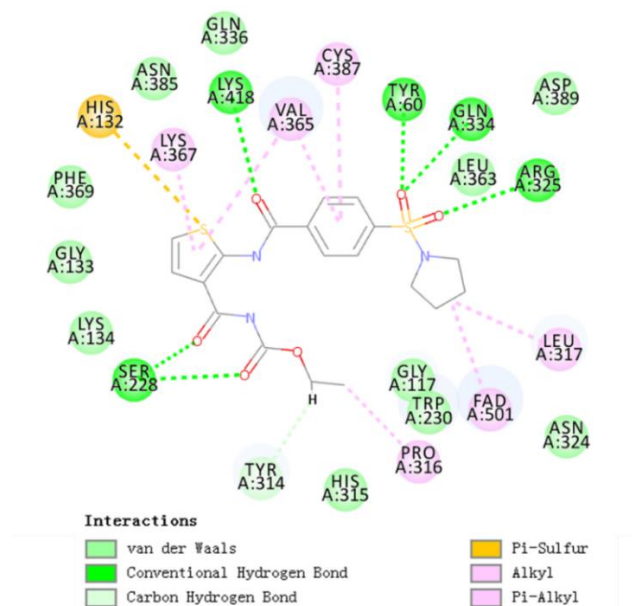 GLN
A:336
CYS
A:387
ASN
A:385
LYS
A:418
TYR
A:60
ASP
A:389
HIS
A:132
VAL
A:365
GLN
A:334
LYS
A:367
LEU
A:363
ARG
A:325
PHE
A:369
O
O
S
O
S
N
N
GLY
A:133
LYS
A:134
O
N
LEU
A:317
SER
A:228
O
O
H
GLY
A:117
TRP
A:230
FAD
A:501
ASN
A:324
PRO
A:316
TYR
A:314
HIS
A:315
Interactions
van der Waals
Conventional Hydrogen Bond
Carbon Hydrogen Bond
Pi-Sulfur
Alkyl
Pi-Alkyl